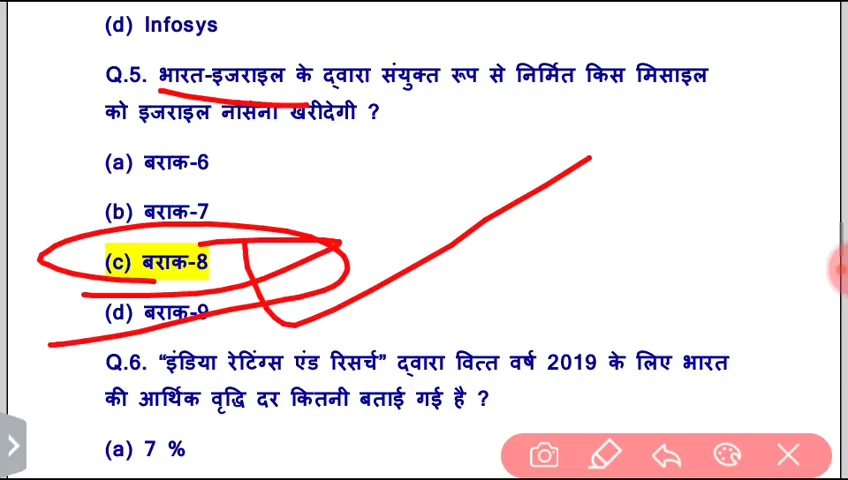 (d) Infosys
Q.5. भारत-इजराइल के द्वारा संयुक्त रूप से निर्मित किस मिसाइल
को इजराइल नौसेना खरीदेगी ?
(a) बराक-6
(b) बराक-7
(c) बराक-8
(d) बराक-9
Q.6. “इंडिया रेटिंग्स एंड रिसर्च” द्वारा वित्त वर्ष 2019 के लिए भारत
की आर्थिक वृद्धि दर कितनी बताई गई है ?
(a) 7 %